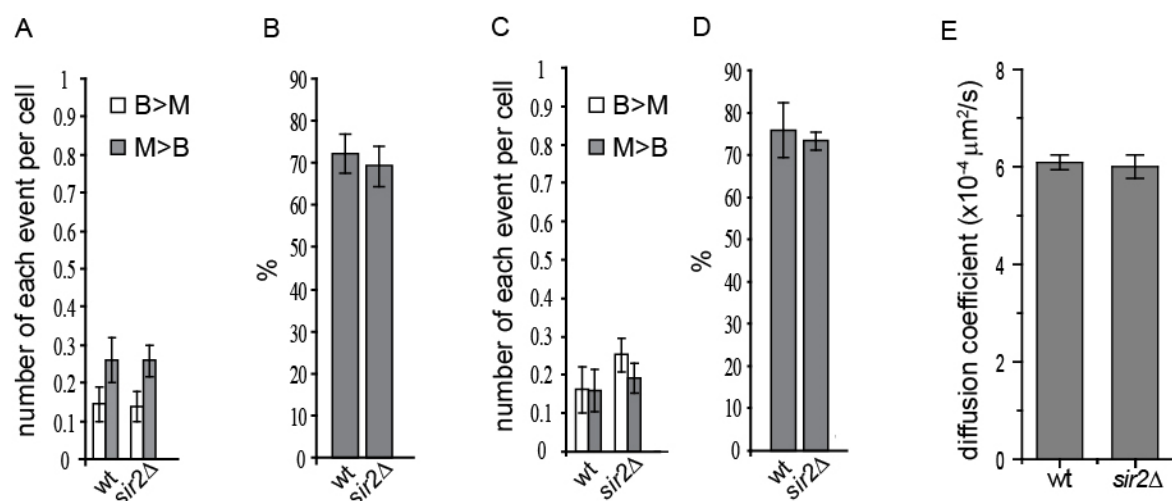 A
number of each event per cell
1
0.9
0.8
0.7
0.6
0.5
0.4
0.3
0.2
0.1
0
B>M
M>B
wt
sir2Δ
B
%
90
80
70
60
50
40
30
20
10
0
wt
sir2Δ
C
number of each event per cell
1
0.9
0.8
0.7
0.6
0.5
0.4
0.3
0.2
0.1
0
B>M
M>B
wt
sir2Δ
D
%
90
80
70
60
50
40
30
20
10
0
wt
sir2Δ
E
diffusion coefficient (x10⁻⁴ µm²/s)
8
6
4
2
0
wt
sir2Δ